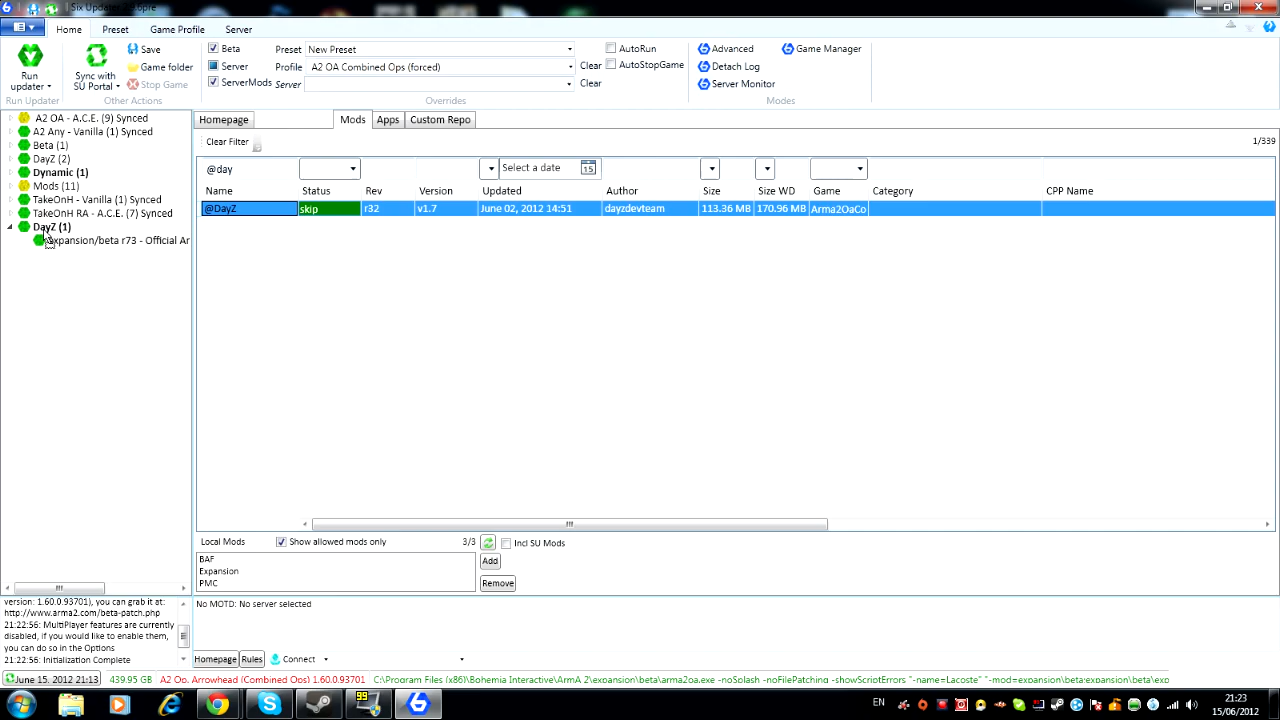 Six Updater
Home Preset Game Profile Server
Run updater
Sync with SU Portal
Save
Game folder
Stop Game
Beta
Server
ServerMods
Preset New Preset
Profile A2 OA Combined Ops (forced) Clear
Server Clear
AutoRun
AutoStopGame
Advanced
Detach Log
Server Monitor
Game Manager
Run Updater Other Actions Overrides Modes
A2 OA - A.C.E. (9) Synced
A2 Any - Vanilla (1) Synced
Beta (1)
DayZ (2)
Dynamic (1)
Mods (11)
TakeOnH - Vanilla (1) Synced
TakeOnH RA - A.C.E. (7) Synced
DayZ (1)
expansion/beta r73 - Official Ar
Homepage Mods Apps Custom Repo
Clear Filter 1/339
@day Select a date 15
Name Status Rev Version Updated Author Size Size WD Game Category CPP Name
@DayZ skip r32 v1.7 June 02, 2012 14:51 dayzdevteam 113.36 MB 170.96 MB Arma2OaCo
Local Mods Show allowed mods only 3/3 Incl SU Mods
BAF
Expansion
PMC
Add
Remove
version: 1.60.0.93701), you can grab it at:
http://www.arma2.com/beta-patch.php
21:22:56: MultiPlayer features are currently
disabled, if you would like to enable them,
you can do so in the Options
21:22:56: Initialization Complete
No MOTD: No server selected
Homepage Rules Connect
June 15, 2012 21:13 439.95 GB A2 Op. Arrowhead (Combined Ops) 1.60.0.93701 C:\Program Files (x86)\Bohemia Interactive\ArmA 2\expansion\beta\arma2oa.exe -noSplash -noFilePatching -showScriptErrors "-name=Lacoste" "-mod=expansion\beta;expansion\beta\exp
EN
21:23
15/06/2012